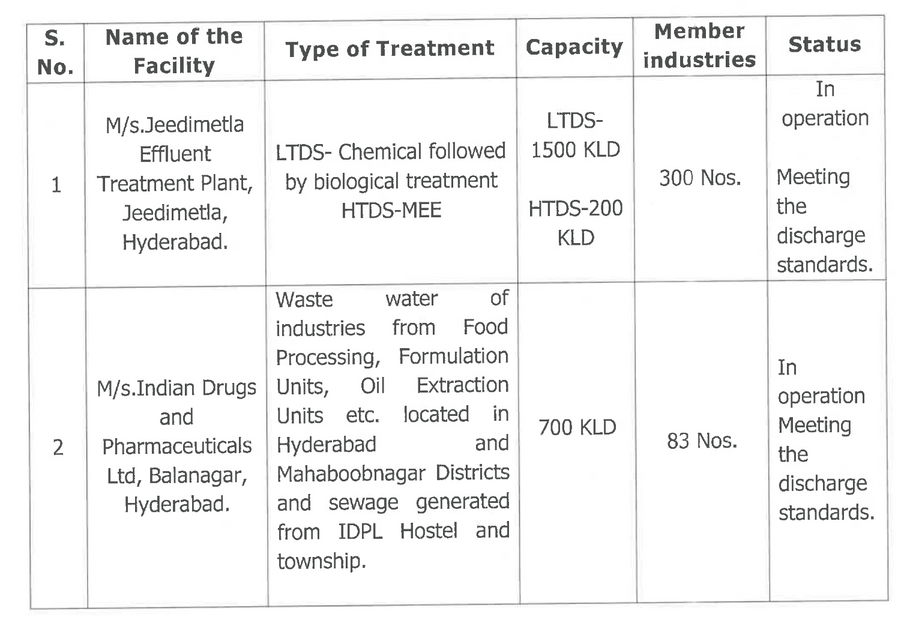 S. No.
Name of the Facility
Type of Treatment
Capacity
Member industries
Status
1
M/s.Jeedimetla
Effluent
Treatment Plant,
Jeedimetla,
Hyderabad.
LTDS- Chemical followed
by biological treatment
HTDS-MEE
LTDS-
1500 KLD
HTDS-200
KLD
300 Nos.
In
operation
Meeting
the
discharge
standards.
2
M/s.Indian Drugs
and
Pharmaceuticals
Ltd, Balanagar,
Hyderabad.
Waste water of
industries from Food
Processing, Formulation
Units, Oil Extraction
Units etc. located in
Hyderabad and
Mahaboobnagar Districts
and sewage generated
from IDPL Hostel and
township.
700 KLD
83 Nos.
In
operation
Meeting
the
discharge
standards.